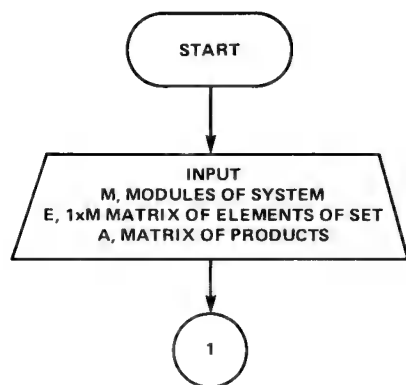 START
INPUT
M, MODULES OF SYSTEM
E, 1xM MATRIX OF ELEMENTS OF SET
A, MATRIX OF PRODUCTS
1